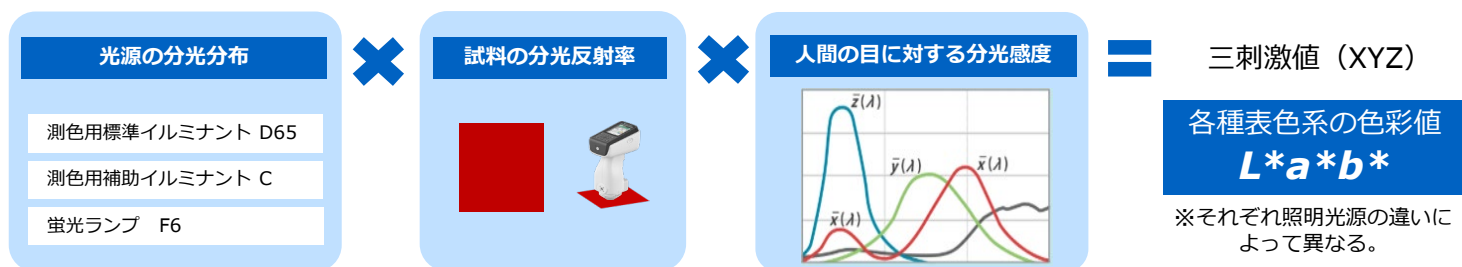 光源の分光分布
測色用標準イルミナント D65
測色用補助イルミナント C
蛍光ランプ　F6
試料の分光反射率
人間の目に対する分光感度
z̄(λ)
ȳ(λ)
x̄(λ)
x̄(λ)
三刺激値（XYZ）
各種表色系の色彩値
L*a*b*
※それぞれ照明光源の違いに
よって異なる。